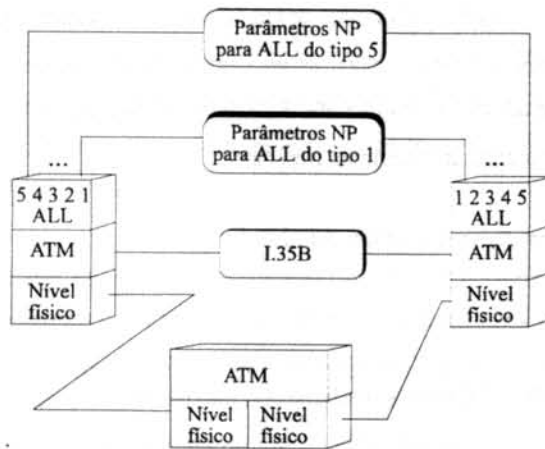 Parâmetros NP
para ALL do tipo 5
Parâmetros NP
para ALL do tipo 1
...
...
5 4 3 2 1
ALL
1 2 3 4 5
ALL
ATM
I.35B
ATM
Nível
físico
Nível
físico
ATM
Nível
físico
Nível
físico